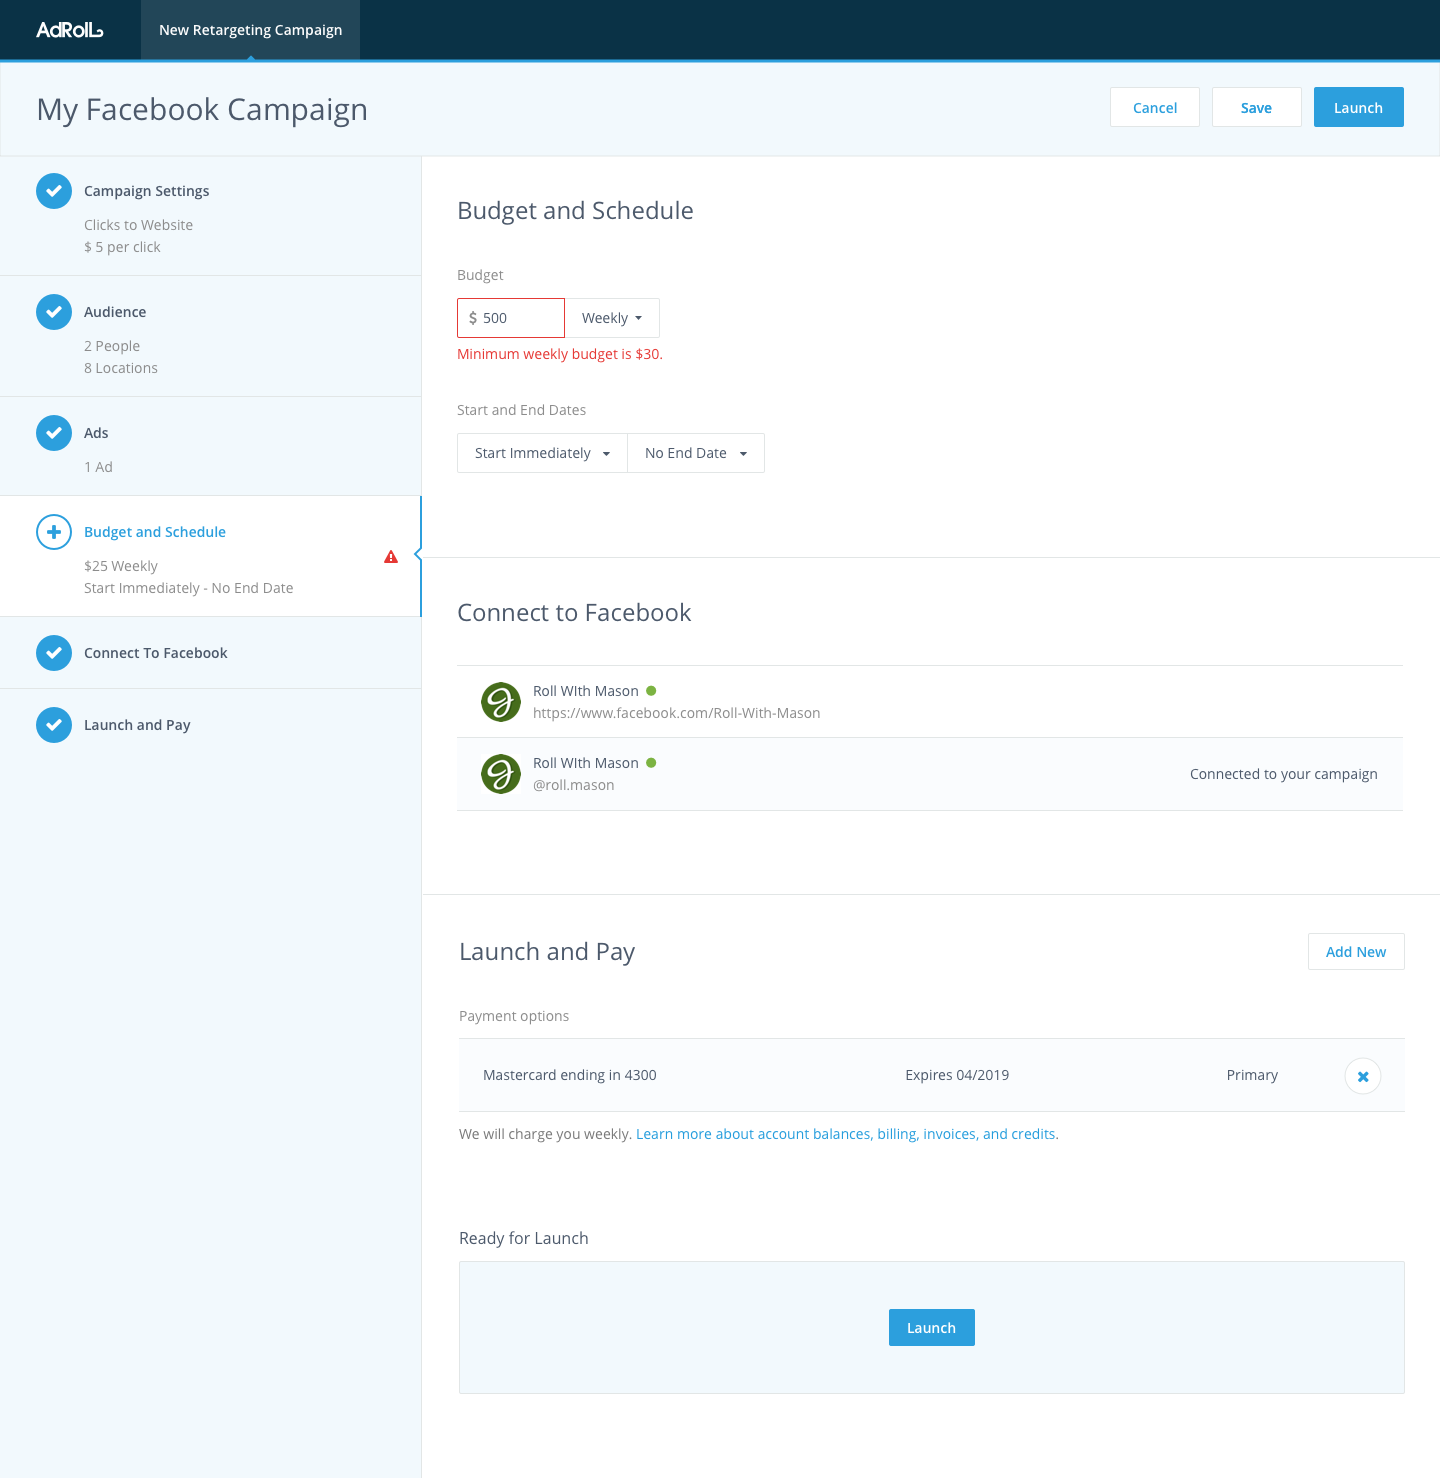 AdRoll
New Retargeting Campaign
My Facebook Campaign
Cancel
Save
Launch
Campaign Settings
Clicks to Website
$ 5 per click
Audience
2 People
8 Locations
Ads
1 Ad
Budget and Schedule
$25 Weekly
Start Immediately - No End Date
Connect To Facebook
Launch and Pay
Budget and Schedule
Budget
$ 500
Weekly
Minimum weekly budget is $30.
Start and End Dates
Start Immediately
No End Date
Connect to Facebook
Roll WIth Mason
https://www.facebook.com/Roll-With-Mason
Roll WIth Mason
@roll.mason
Connected to your campaign
Launch and Pay
Add New
Payment options
Mastercard ending in 4300
Expires 04/2019
Primary
We will charge you weekly. Learn more about account balances, billing, invoices, and credits.
Ready for Launch
Launch